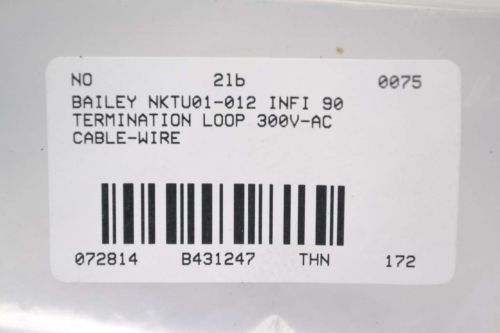 NO 2lb 0075
BAILEY NKTU01-012 INFI 90
TERMINATION LOOP 300V-AC
CABLE-WIRE
072814 B431247 THN 172